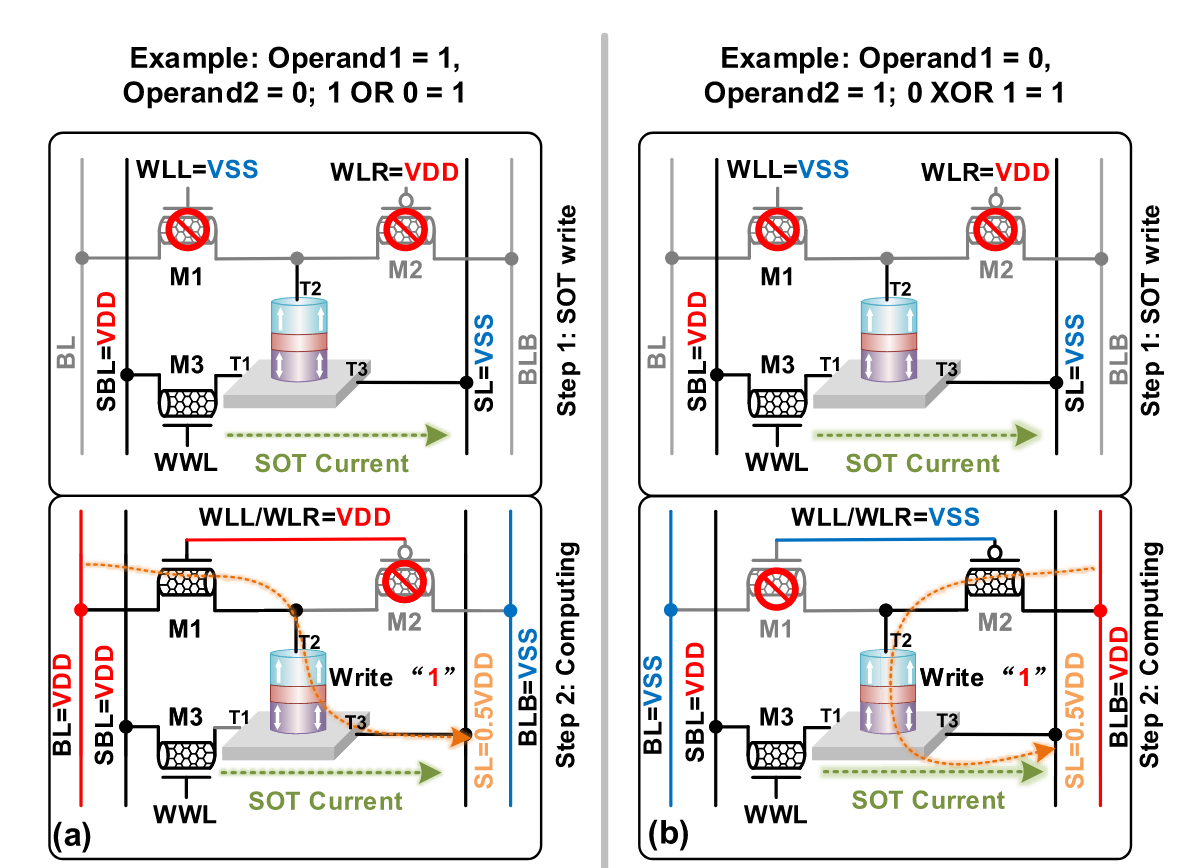 Example: Operand1 = 1,
Operand2 = 0; 1 OR 0 = 1
WLL=VSS
WLR=VDD
M1
M2
T2
BL
SBL=VDD
M3
T1
T3
SL=VSS
BLB
WWL
SOT Current
Step 1: SOT write
WLL/WLR=VDD
M1
M2
T2
Write “1”
BL=VDD
SBL=VDD
M3
T1
T3
SL=0.5VDD
BLB=VSS
WWL
SOT Current
Step 2: Computing
(a)
Example: Operand1 = 0,
Operand2 = 1; 0 XOR 1 = 1
WLL=VSS
WLR=VDD
M1
M2
T2
BL
SBL=VDD
M3
T1
T3
SL=VSS
BLB
WWL
SOT Current
Step 1: SOT write
WLL/WLR=VSS
M1
M2
T2
Write “1”
BL=VSS
SBL=VDD
M3
T1
T3
SL=0.5VDD
BLB=VDD
WWL
SOT Current
Step 2: Computing
(b)